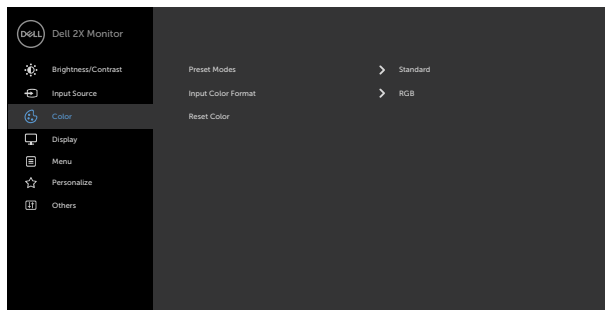 DELL Dell 2X Monitor
Brightness/Contrast Preset Modes Standard
Input Source Input Color Format RGB
Color Reset Color
Display
Menu
Personalize
Others